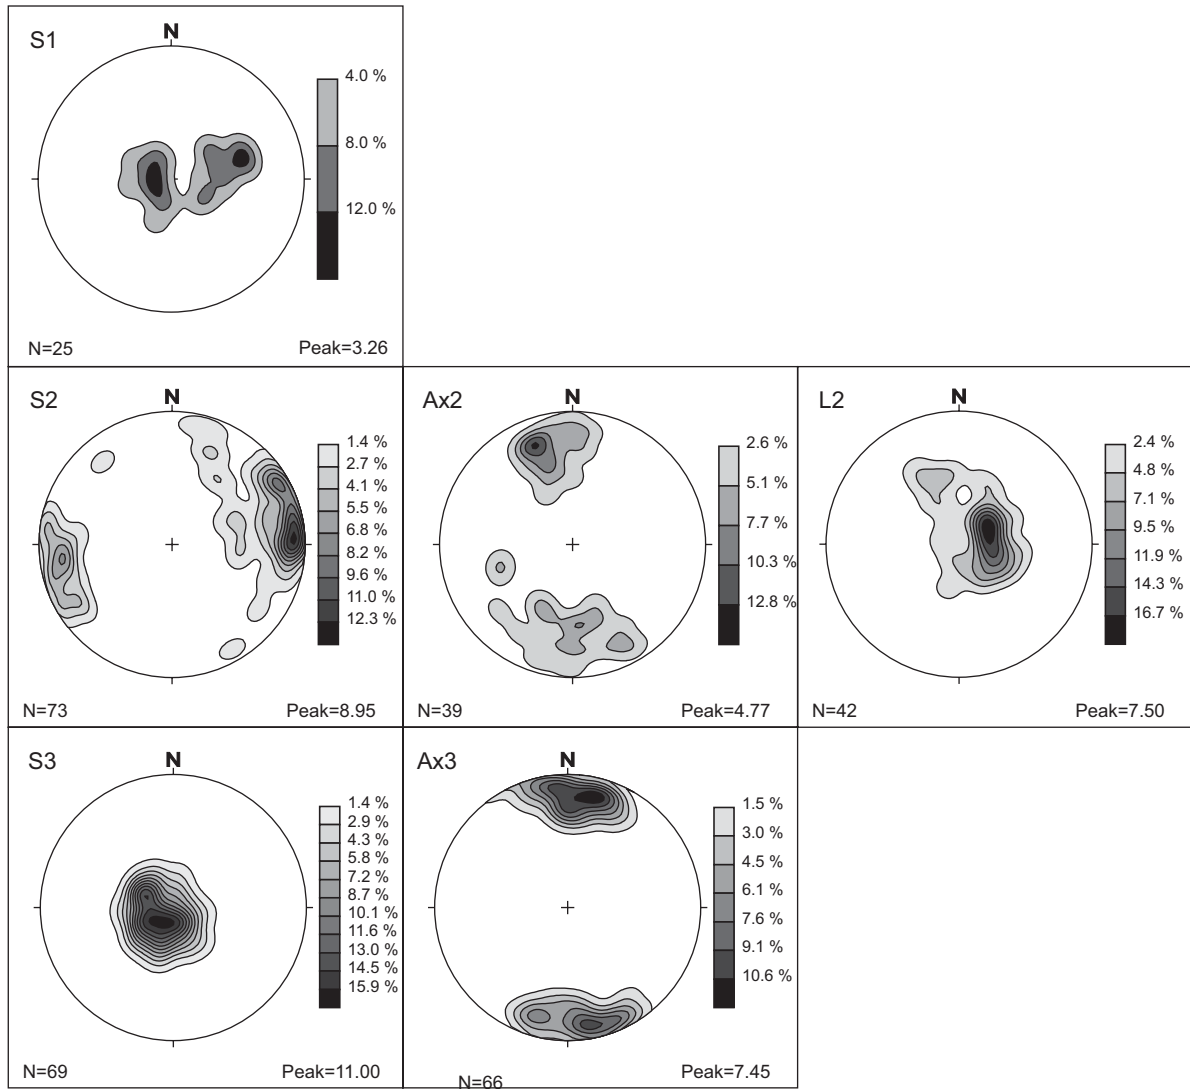 S1
N
4.0 %
8.0 %
12.0 %
N=25
Peak=3.26
S2
N
1.4 %
2.7 %
4.1 %
5.5 %
6.8 %
8.2 %
9.6 %
11.0 %
12.3 %
N=73
Peak=8.95
Ax2
N
2.6 %
5.1 %
7.7 %
10.3 %
12.8 %
N=39
Peak=4.77
L2
N
2.4 %
4.8 %
7.1 %
9.5 %
11.9 %
14.3 %
16.7 %
N=42
Peak=7.50
S3
N
1.4 %
2.9 %
4.3 %
5.8 %
7.2 %
8.7 %
10.1 %
11.6 %
13.0 %
14.5 %
15.9 %
N=69
Peak=11.00
Ax3
N
1.5 %
3.0 %
4.5 %
6.1 %
7.6 %
9.1 %
10.6 %
N=66
Peak=7.45